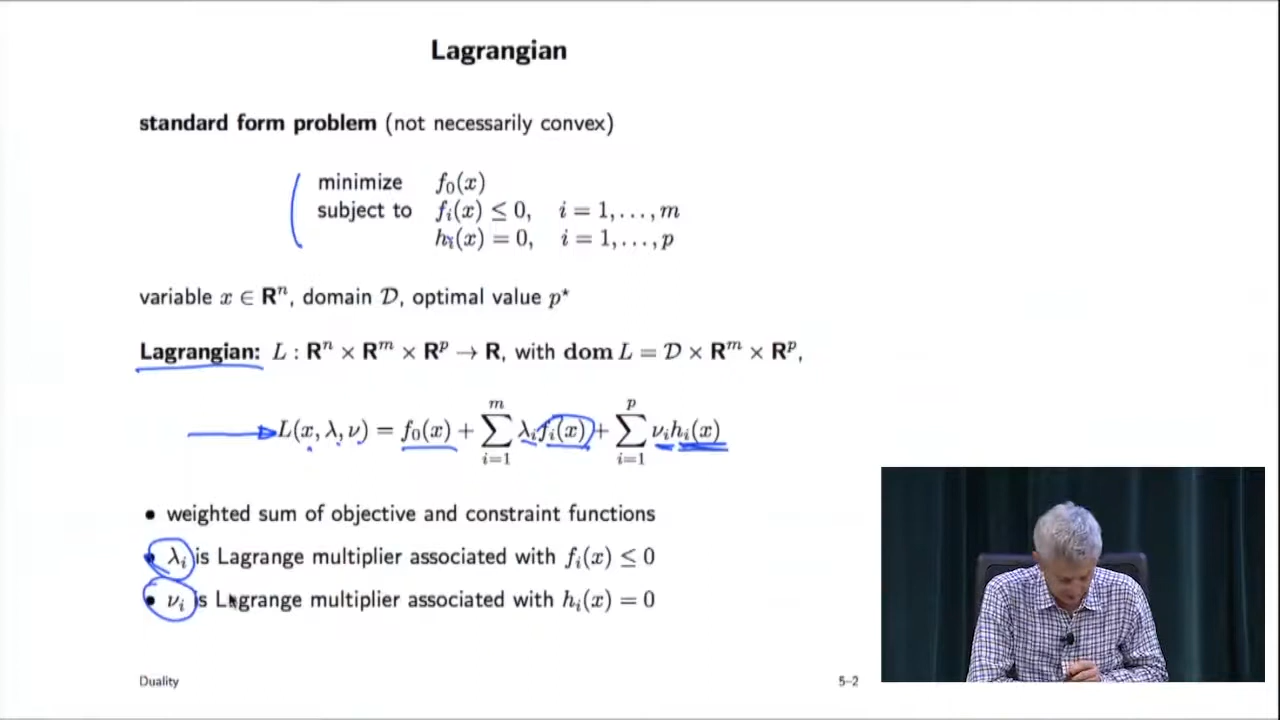 Lagrangian
standard form problem (not necessarily convex)
minimize f₀(x)
subject to fᵢ(x) ≤ 0, i = 1, . . . , m
hᵢ(x) = 0, i = 1, . . . , p
variable x ∈ Rⁿ, domain 𝒟, optimal value p⋆
Lagrangian: L : Rⁿ × Rᵐ × Rᵖ → R, with dom L = 𝒟 × Rᵐ × Rᵖ,
L(x, λ, ν) = f₀(x) + ∑ᵢ₌₁ᵐ λᵢfᵢ(x) + ∑ᵢ₌₁ᵖ νᵢhᵢ(x)
• weighted sum of objective and constraint functions
• λᵢ is Lagrange multiplier associated with fᵢ(x) ≤ 0
• νᵢ is Lagrange multiplier associated with hᵢ(x) = 0
Duality 5–2